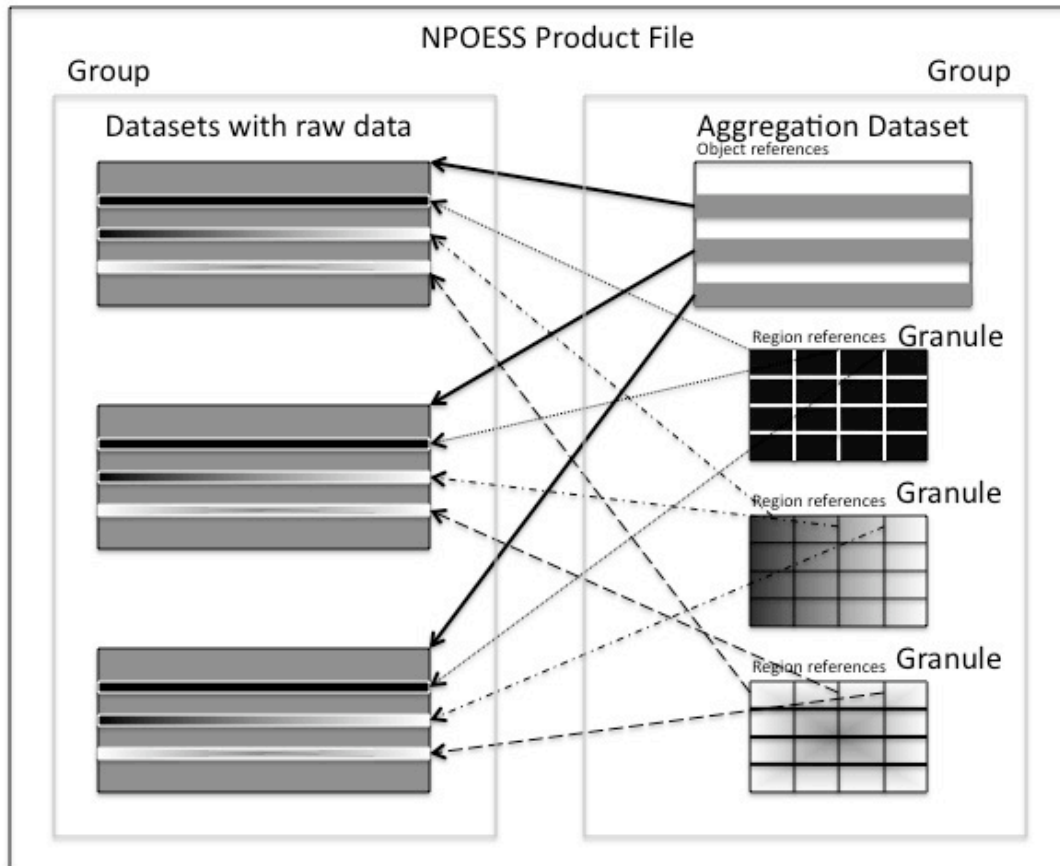 NPOESS Product File
Group
Group
Datasets with raw data
Aggregation Dataset
Object references
Region references
Granule
Region references
Granule
Region references
Granule